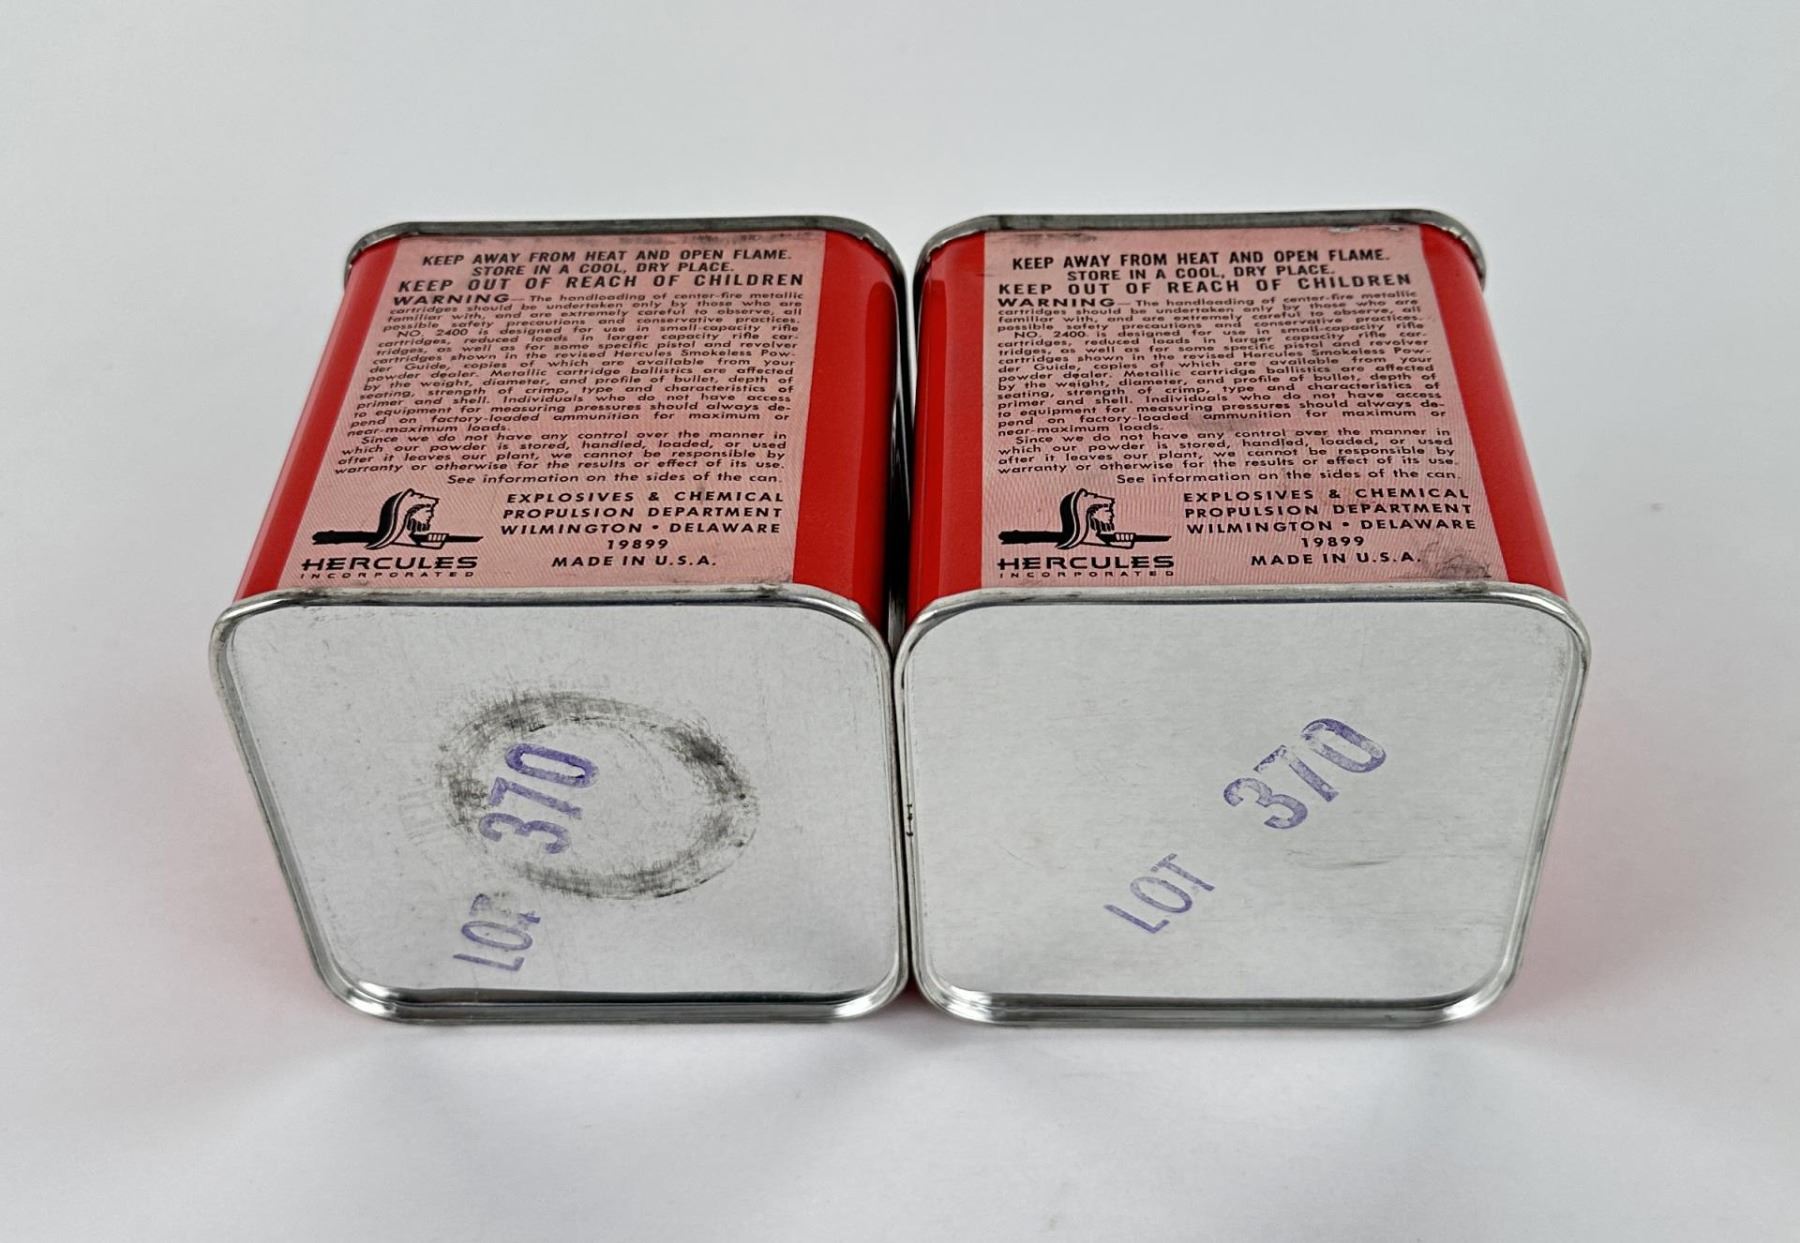 KEEP AWAY FROM HEAT AND OPEN FLAME.
STORE IN A COOL, DRY PLACE.
KEEP OUT OF REACH OF CHILDREN
WARNING—The handloading of center-fire metallic
cartridges should be undertaken only by those who are
familiar with, and are extremely careful to observe, all
possible safety precautions and conservative practices.
NO. 2400 is designed for use in small-capacity rifle
cartridges, reduced loads in larger capacity rifle car-
tridges, as well as for some specific pistol and revolver
cartridges shown in the revised Hercules Smokeless Pow-
der Guide, copies of which are available from your
powder dealer. Metallic cartridge ballistics are affected
by the weight, diameter, and profile of bullet, depth of
seating, strength of crimp, type and characteristics of
primer and shell. Individuals who do not have access
to equipment for measuring pressures should always de-
pend on factory-loaded ammunition for maximum or
near-maximum loads.
Since we do not have any control over the manner in
which our powder is stored, handled, loaded, or used
after it leaves our plant, we cannot be responsible by
warranty or otherwise for the results or effect of its use.
See information on the sides of the can.
HERCULES
INCORPORATED
EXPLOSIVES & CHEMICAL
PROPULSION DEPARTMENT
WILMINGTON • DELAWARE
19899
MADE IN U.S.A.
LOT 370
KEEP AWAY FROM HEAT AND OPEN FLAME.
STORE IN A COOL, DRY PLACE.
KEEP OUT OF REACH OF CHILDREN
WARNING—The handloading of center-fire metallic
cartridges should be undertaken only by those who are
familiar with, and are extremely careful to observe, all
possible safety precautions and conservative practices.
NO. 2400 is designed for use in small-capacity rifle
cartridges, reduced loads in larger capacity rifle car-
tridges, as well as for some specific pistol and revolver
cartridges shown in the revised Hercules Smokeless Pow-
der Guide, copies of which are available from your
powder dealer. Metallic cartridge ballistics are affected
by the weight, diameter, and profile of bullet, depth of
seating, strength of crimp, type and characteristics of
primer and shell. Individuals who do not have access
to equipment for measuring pressures should always de-
pend on factory-loaded ammunition for maximum or
near-maximum loads.
Since we do not have any control over the manner in
which our powder is stored, handled, loaded, or used
after it leaves our plant, we cannot be responsible by
warranty or otherwise for the results or effect of its use.
See information on the sides of the can.
HERCULES
INCORPORATED
EXPLOSIVES & CHEMICAL
PROPULSION DEPARTMENT
WILMINGTON • DELAWARE
19899
MADE IN U.S.A.
LOT 370